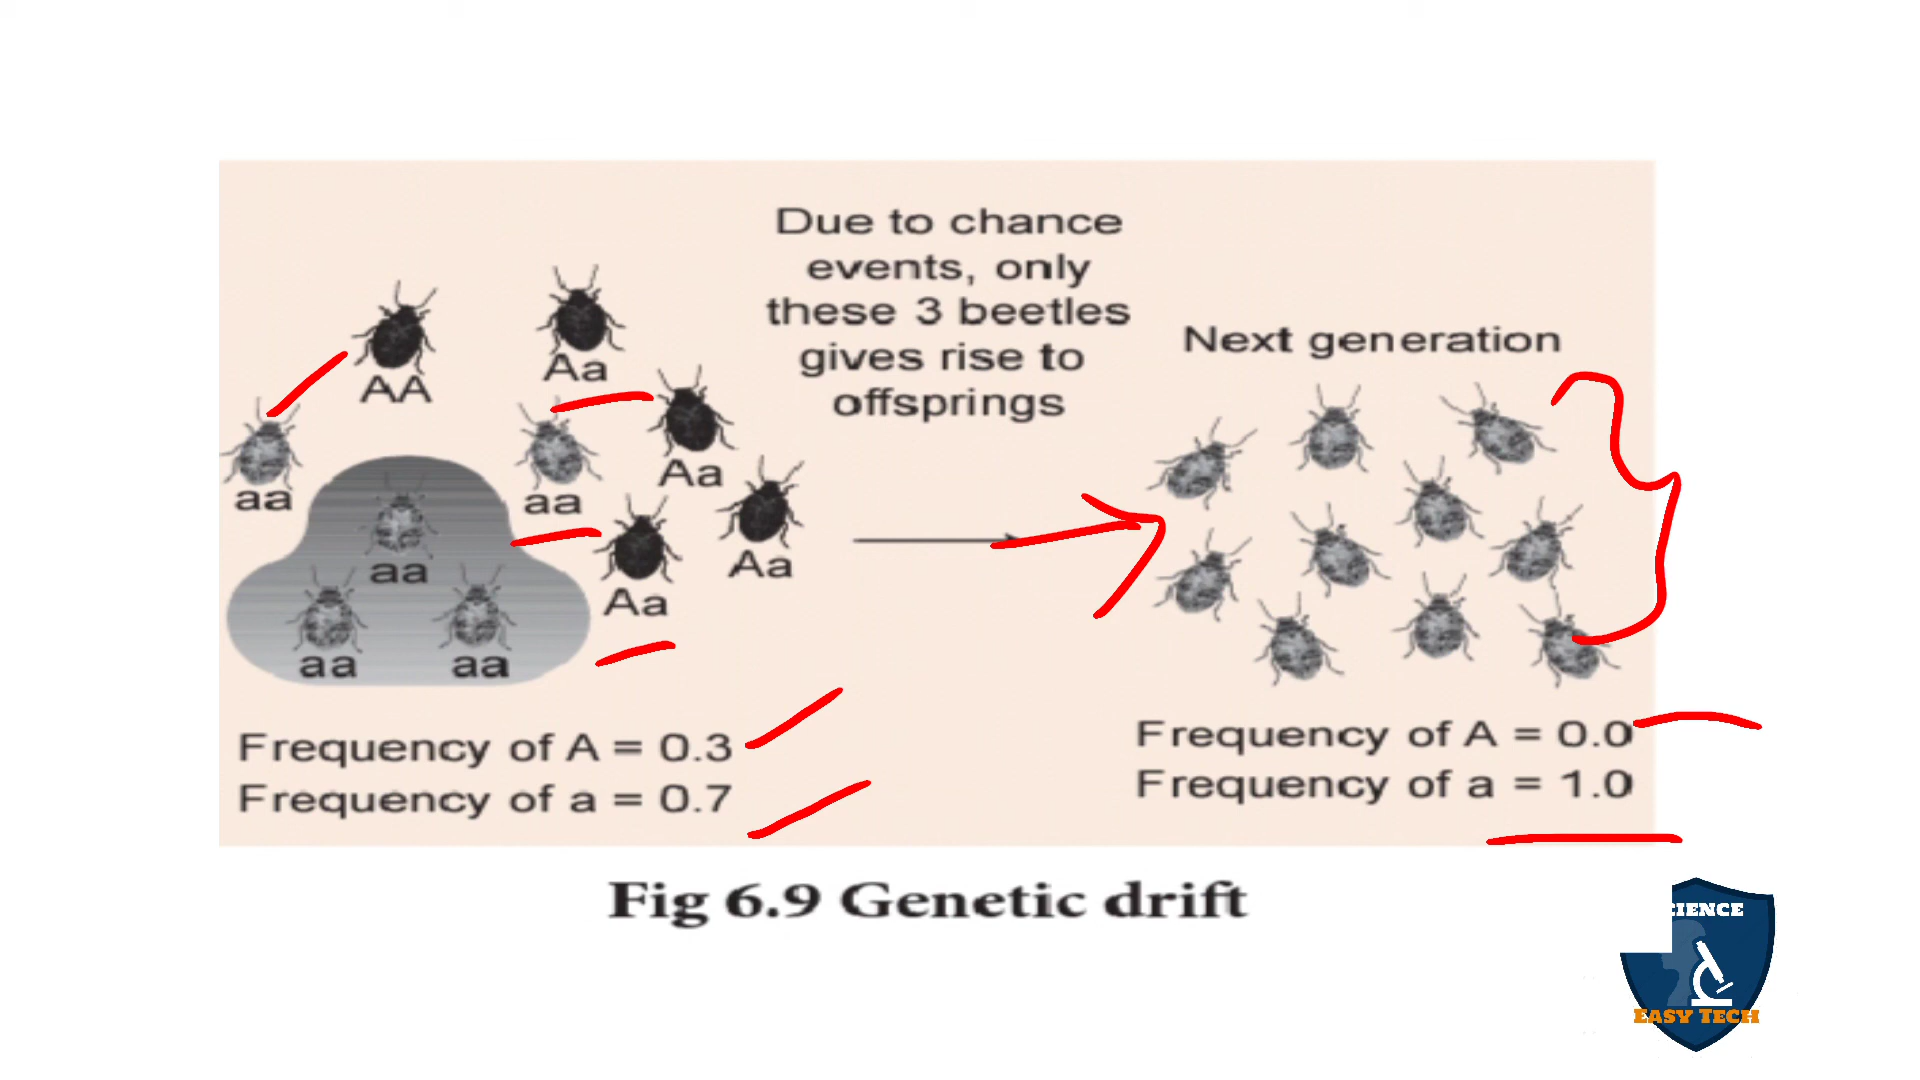 Due to chance
events, only
these 3 beetles
gives rise to
offsprings
AA
Aa
aa
aa
Aa
Aa
Aa
aa
aa
aa
Frequency of A = 0.3
Frequency of a = 0.7
Next generation
Frequency of A = 0.0
Frequency of a = 1.0
Fig 6.9 Genetic drift
CIENCE
EASY TECH